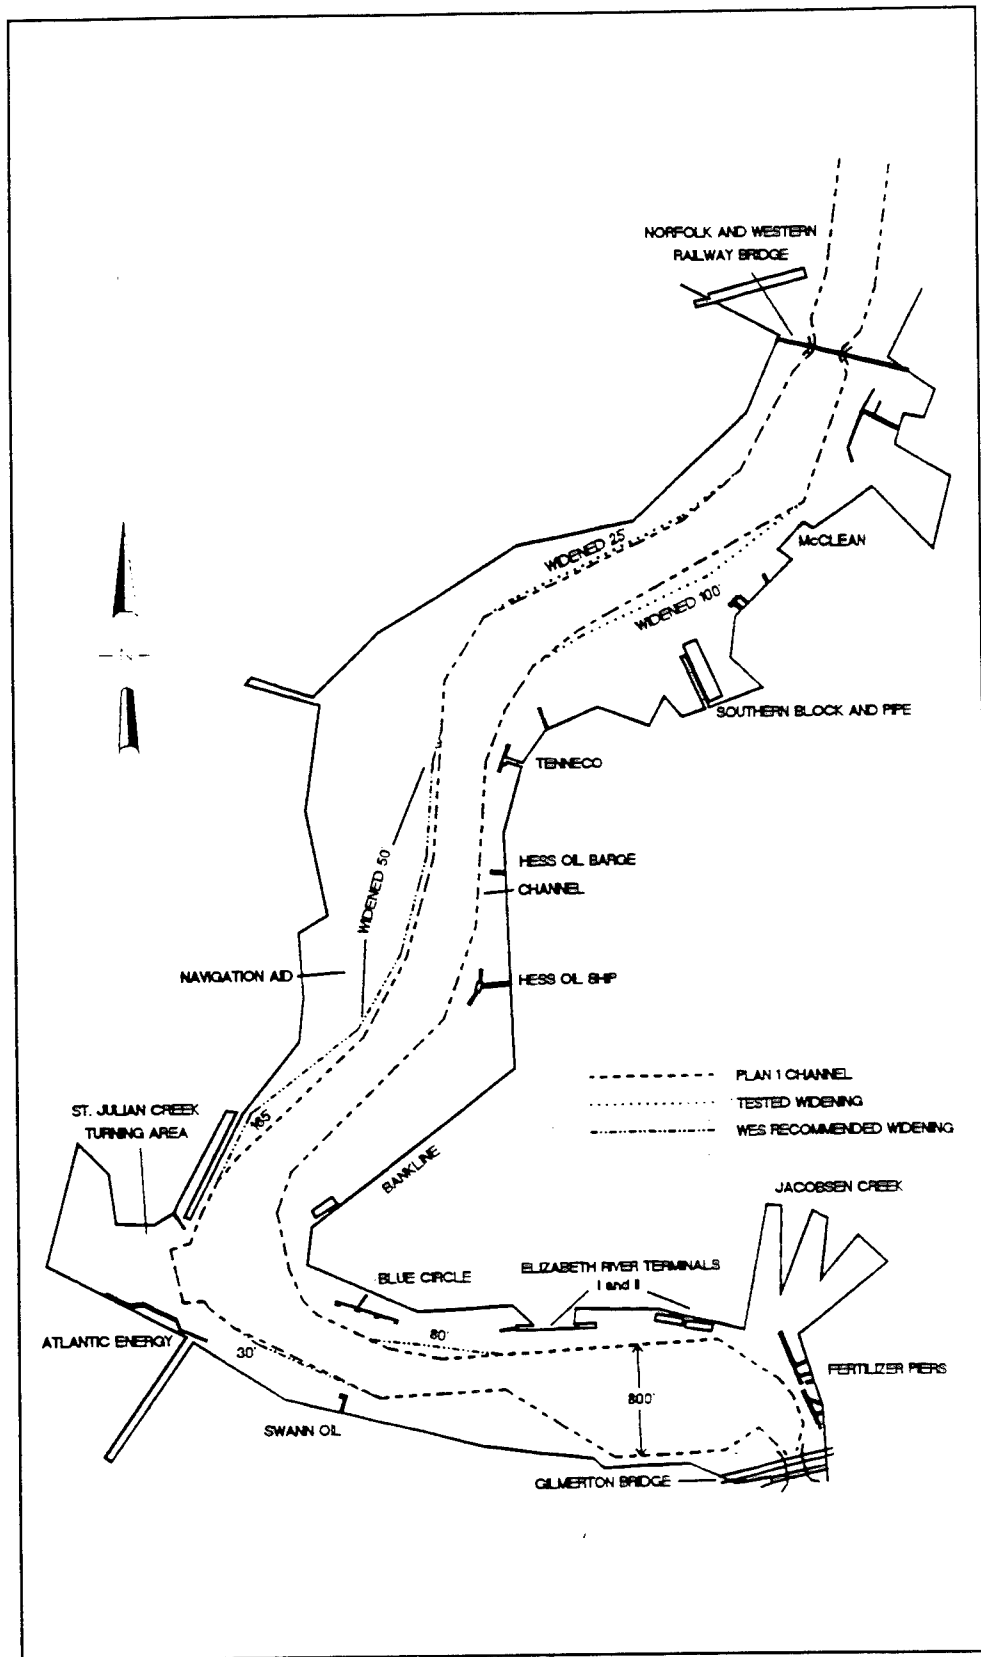 NORFOLK AND WESTERN
RAILWAY BRIDGE
McCLEAN
WIDENED 25'
WIDENED 100'
N
SOUTHERN BLOCK AND PIPE
TENNECO
HESS OIL BARGE
CHANNEL
WIDENED 50'
NAVIGATION AID
HESS OIL SHIP
PLAN 1 CHANNEL
TESTED WIDENING
WES RECOMMENDED WIDENING
ST. JULIAN CREEK
TURNING AREA
165'
BANKLINE
JACOBSEN CREEK
ELIZABETH RIVER TERMINALS
I and II
BLUE CIRCLE
ATLANTIC ENERGY
80'
30'
FERTILIZER PIERS
800'
SWANN OIL
GILMERTON BRIDGE